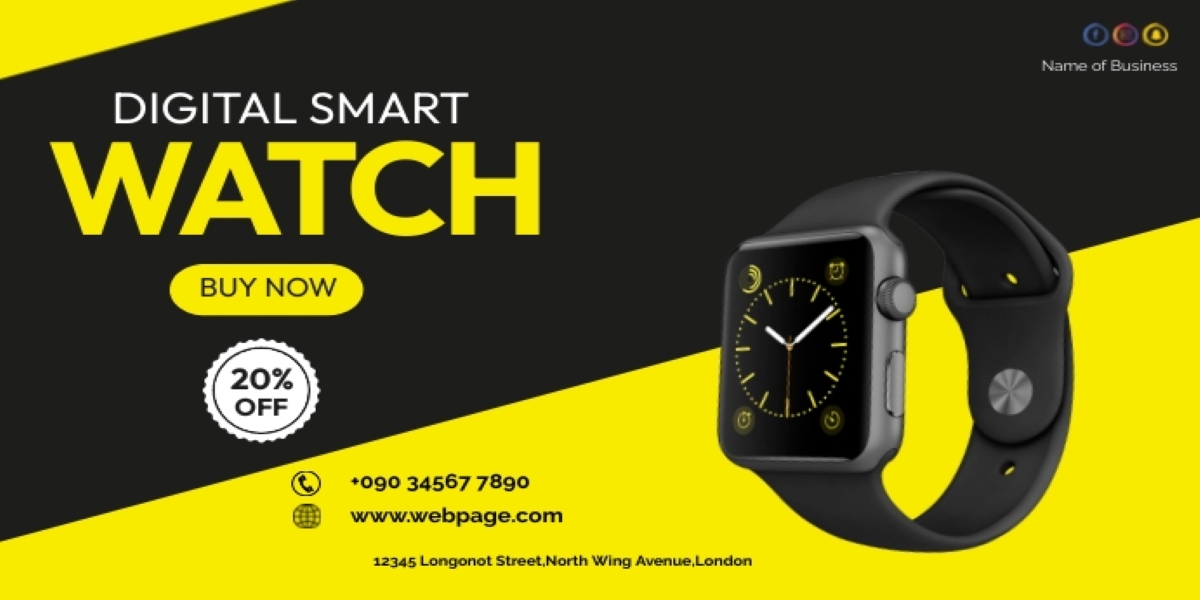 Name of Business
DIGITAL SMART
WATCH
BUY NOW
20%
OFF
+090 34567 7890
www.webpage.com
12345 Longonot Street,North Wing Avenue,London